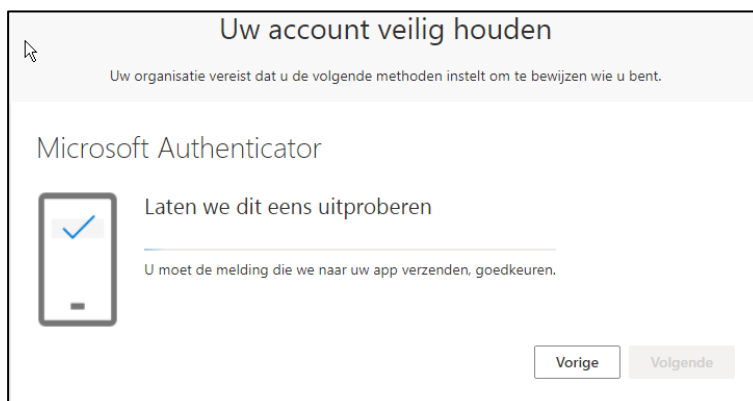 Uw account veilig houden
Uw organisatie vereist dat u de volgende methoden instelt om te bewijzen wie u bent.
Microsoft Authenticator
Laten we dit eens uitproberen
U moet de melding die we naar uw app verzenden, goedkeuren.
Vorige
Volgende